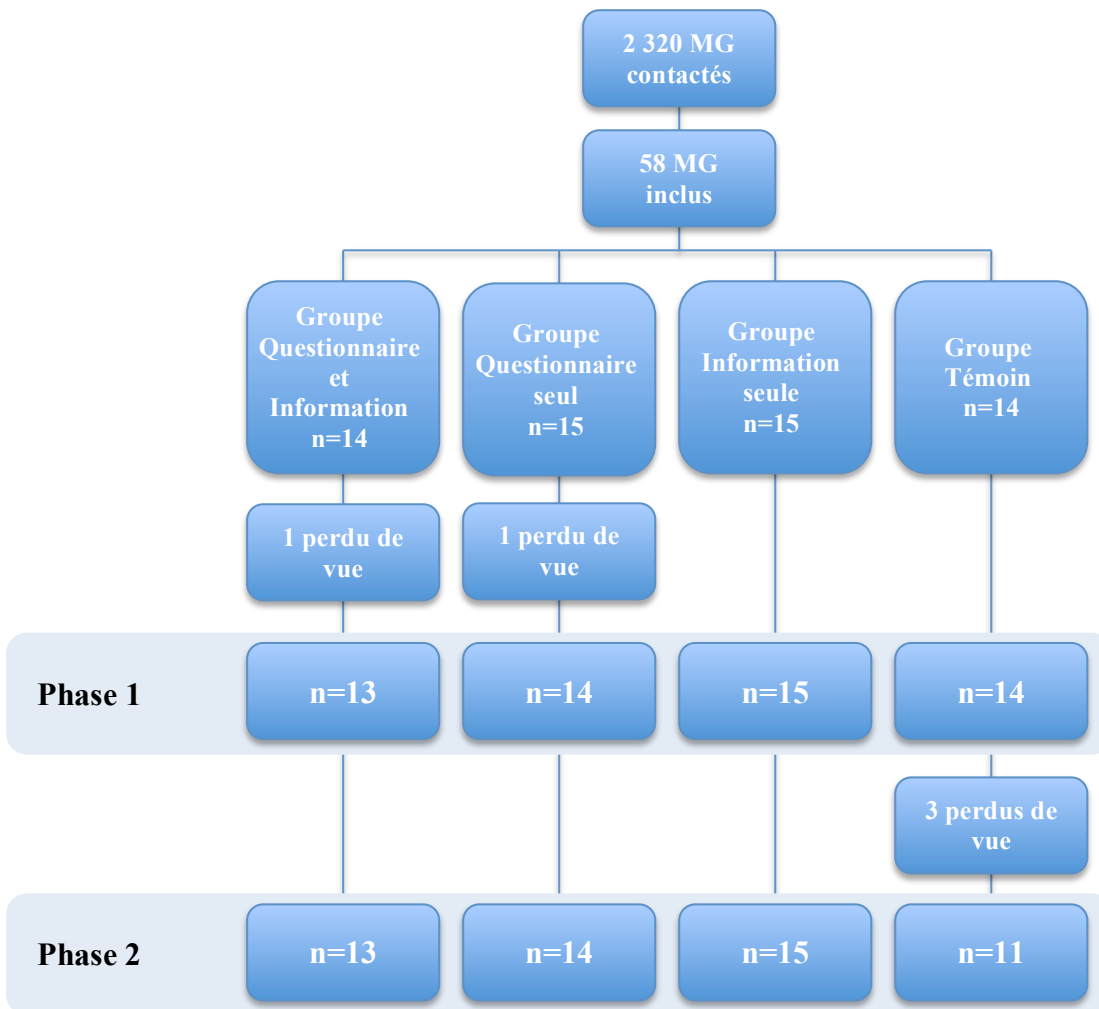 2 320 MG
contactés
58 MG
inclus
Groupe
Questionnaire
et
Information
n=14
Groupe
Questionnaire
seul
n=15
Groupe
Information
seule
n=15
Groupe
Témoin
n=14
1 perdu de
vue
1 perdu de
vue
Phase 1
n=13
n=14
n=15
n=14
3 perdus de
vue
Phase 2
n=13
n=14
n=15
n=11